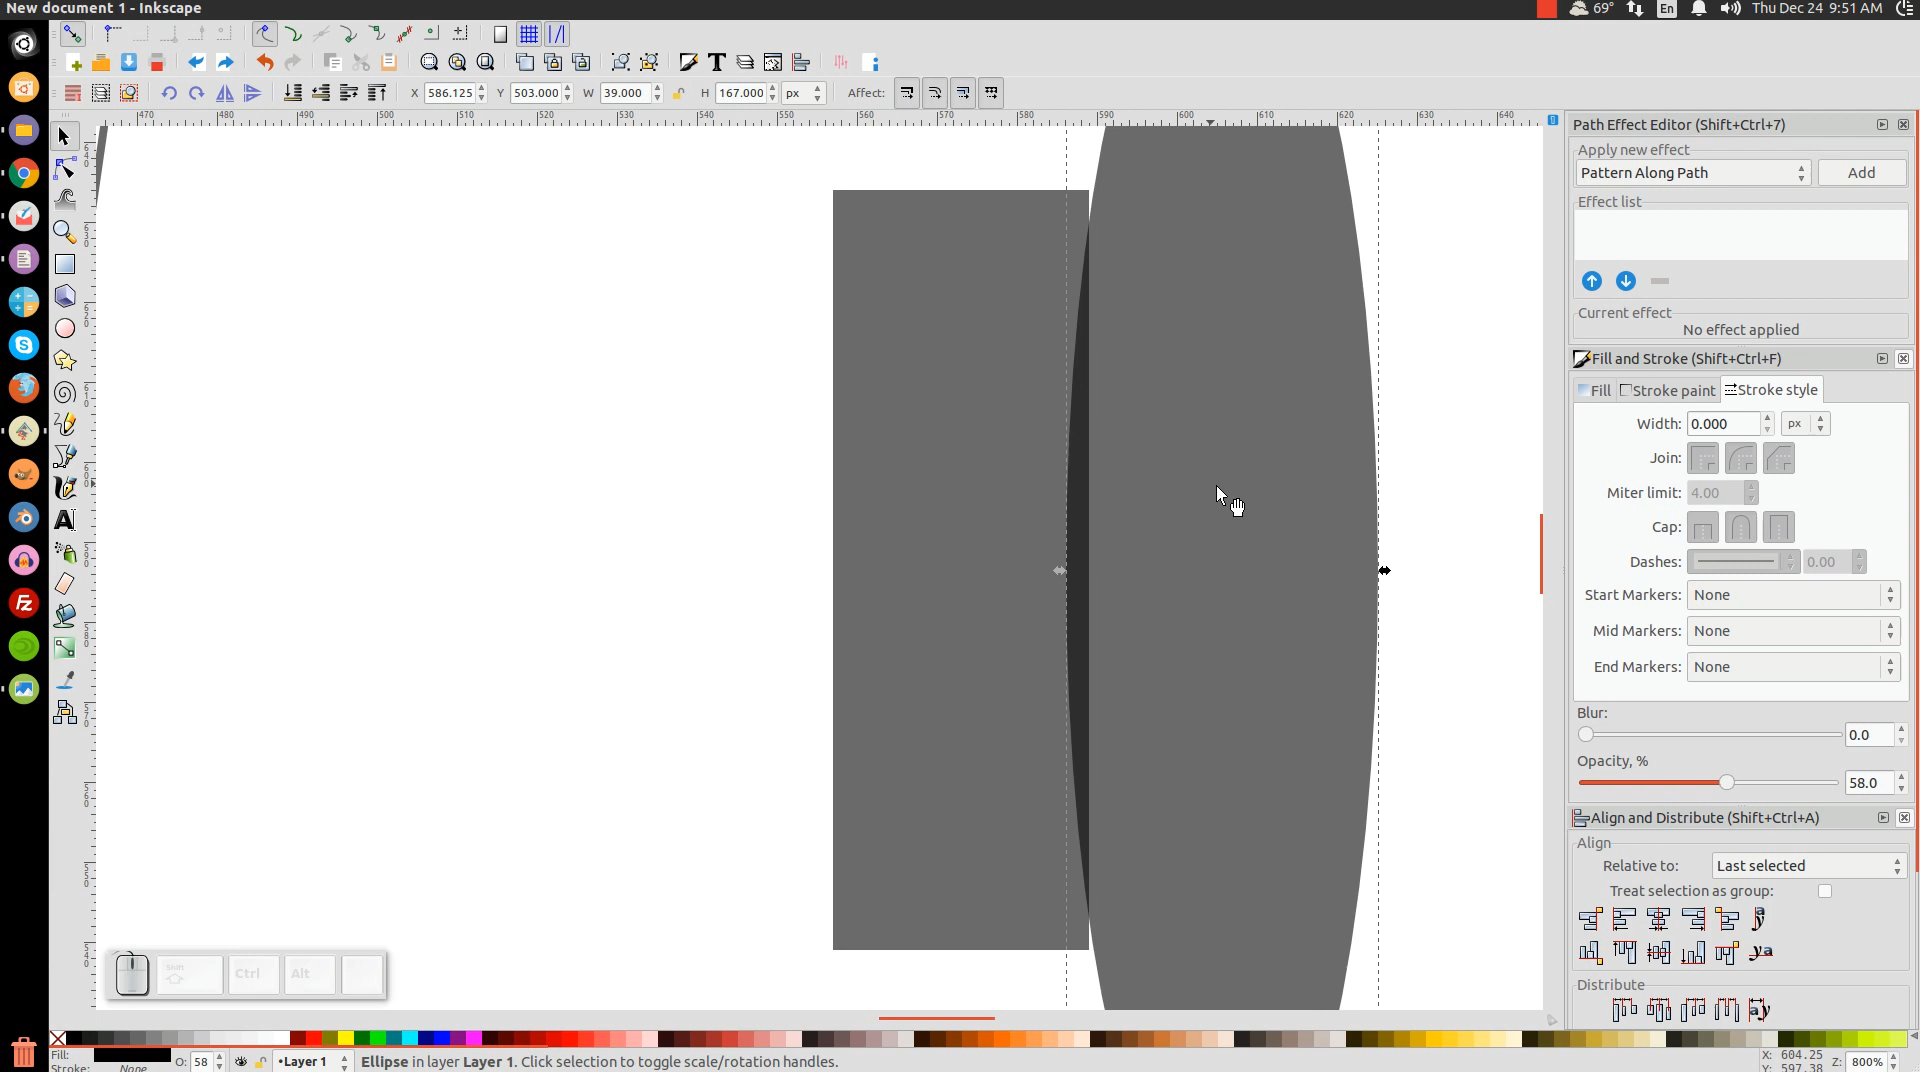 New document 1 - Inkscape
69°
En
Thu Dec 24 9:51 AM
X 586.125
Y 503.000
W 39.000
H 167.000
px
Affect:
470 480 490 500 510 520 530 540 550 560 570 580 590 600 610 620 630 640
Path Effect Editor (Shift+Ctrl+7)
Apply new effect
Pattern Along Path
Add
Effect list
Current effect
No effect applied
Fill and Stroke (Shift+Ctrl+F)
Fill
Stroke paint
Stroke style
Width: 0.000 px
Join:
Miter limit: 4.00
Cap:
Dashes: 0.00
Start Markers: None
Mid Markers: None
End Markers: None
Blur:
0.0
Opacity, %
58.0
Align and Distribute (Shift+Ctrl+A)
Align
Relative to: Last selected
Treat selection as group:
Distribute
Shift
Ctrl
Alt
Fill:
Stroke: None
O: 58
•Layer 1
Ellipse in layer Layer 1. Click selection to toggle scale/rotation handles.
X: 604.25
Y: 597.38
Z: 800%